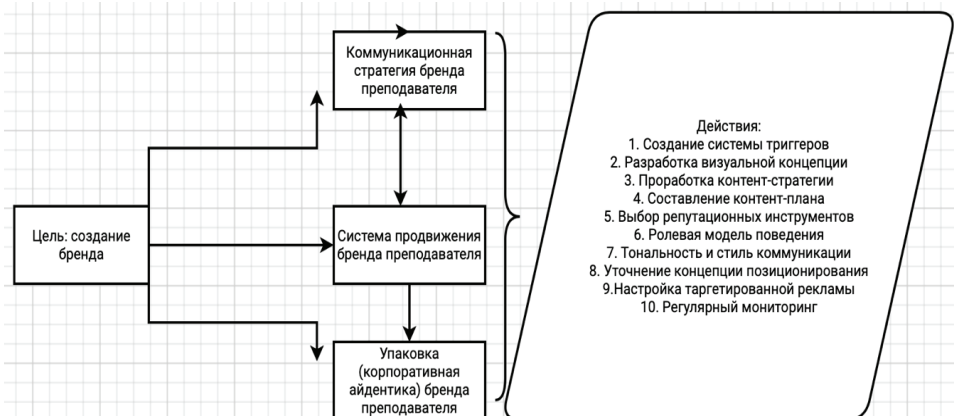 Коммуникационная
стратегия бренда
преподавателя
Цель: создание
бренда
Система продвижения
бренда преподавателя
Упаковка
(корпоративная
айдентика) бренда
преподавателя
Действия:
1. Создание системы триггеров
2. Разработка визуальной концепции
3. Проработка контент-стратегии
4. Составление контент-плана
5. Выбор репутационных инструментов
6. Ролевая модель поведения
7. Тональность и стиль коммуникации
8. Уточнение концепции позиционирования
9.Настройка таргетированной рекламы
10. Регулярный мониторинг